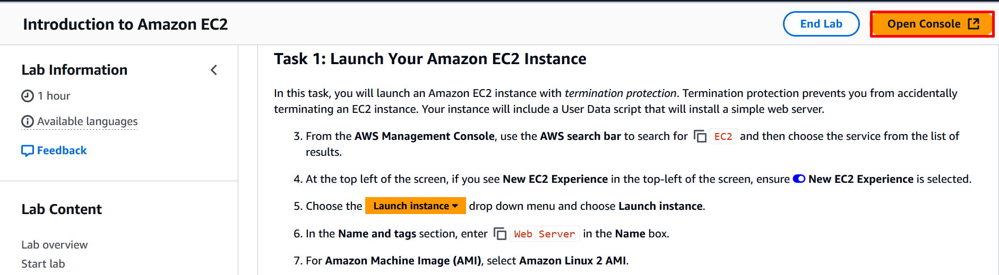 Introduction to Amazon EC2
End Lab
Open Console
Lab Information
1 hour
Available languages
Feedback
Lab Content
Lab overview
Start lab
Task 1: Launch Your Amazon EC2 Instance
In this task, you will launch an Amazon EC2 instance with termination protection. Termination protection prevents you from accidentally
terminating an EC2 instance. Your instance will include a User Data script that will install a simple web server.
3. From the AWS Management Console, use the AWS search bar to search for EC2 and then choose the service from the list of
results.
4. At the top left of the screen, if you see New EC2 Experience in the top-left of the screen, ensure New EC2 Experience is selected.
5. Choose the Launch instance drop down menu and choose Launch instance.
6. In the Name and tags section, enter Web Server in the Name box.
7. For Amazon Machine Image (AMI), select Amazon Linux 2 AMI.